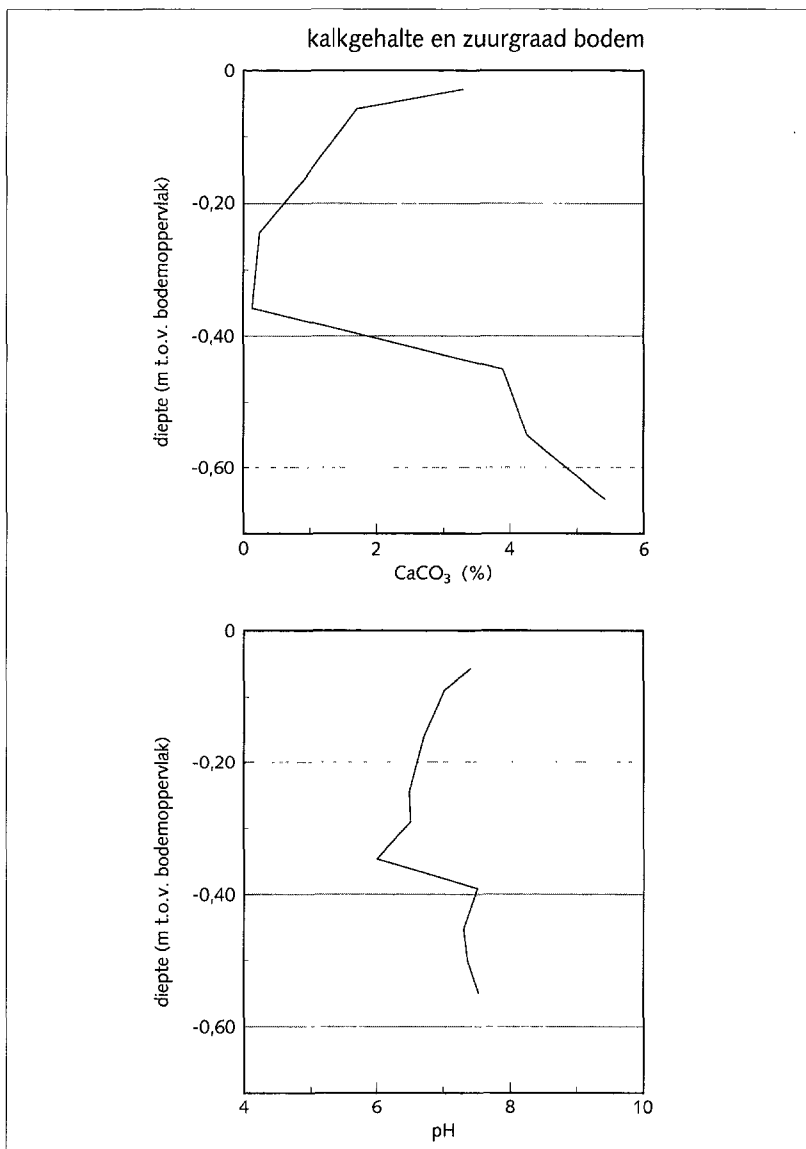 kalkgehalte en zuurgraad bodem
0
-0,20
-0,40
-0,60
diepte (m t.o.v. bodemoppervlak)
0 2 4 6
CaCO₃ (%)
0
-0,20
-0,40
-0,60
diepte (m t.o.v. bodemoppervlak)
4 6 8 10
pH